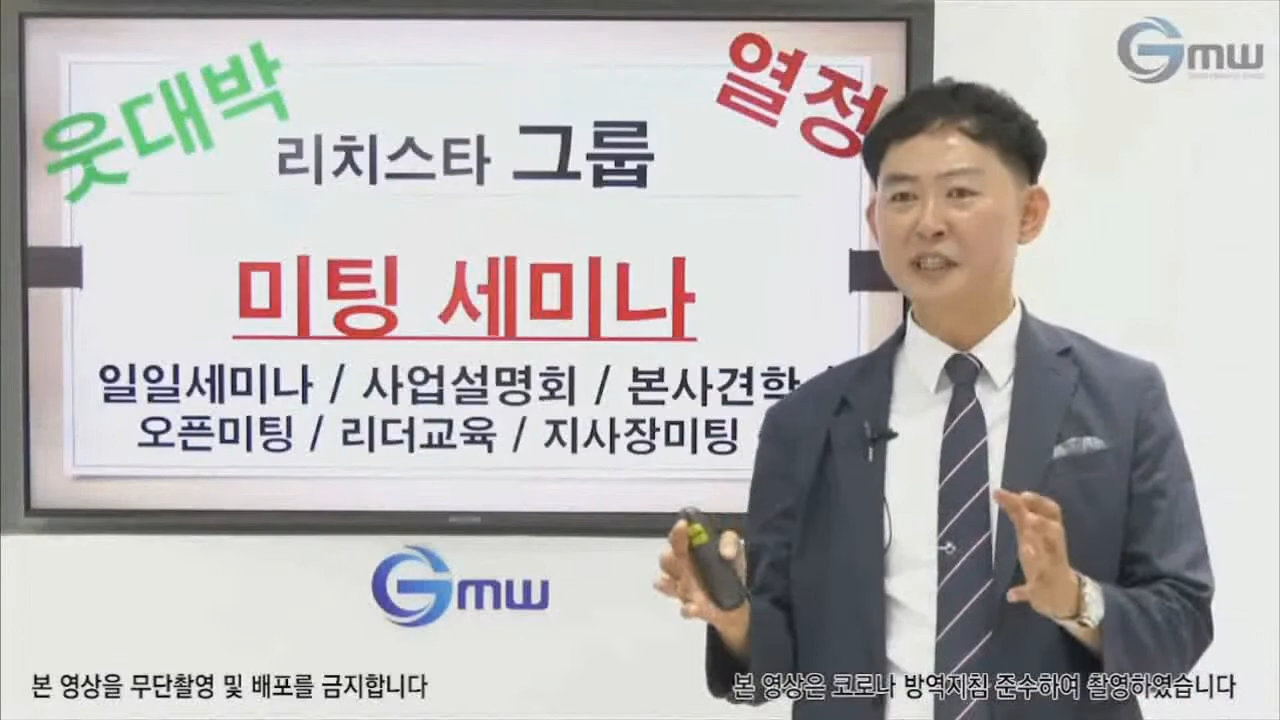 웃대박
열정
Gmw
리치스타 그룹
미팅 세미나
일일세미나 / 사업설명회 / 본사견학
오픈미팅 / 리더교육 / 지사장미팅
Gmw
본 영상을 무단촬영 및 배포를 금지합니다
본 영상은 코로나 방역지침 준수하여 촬영하였습니다